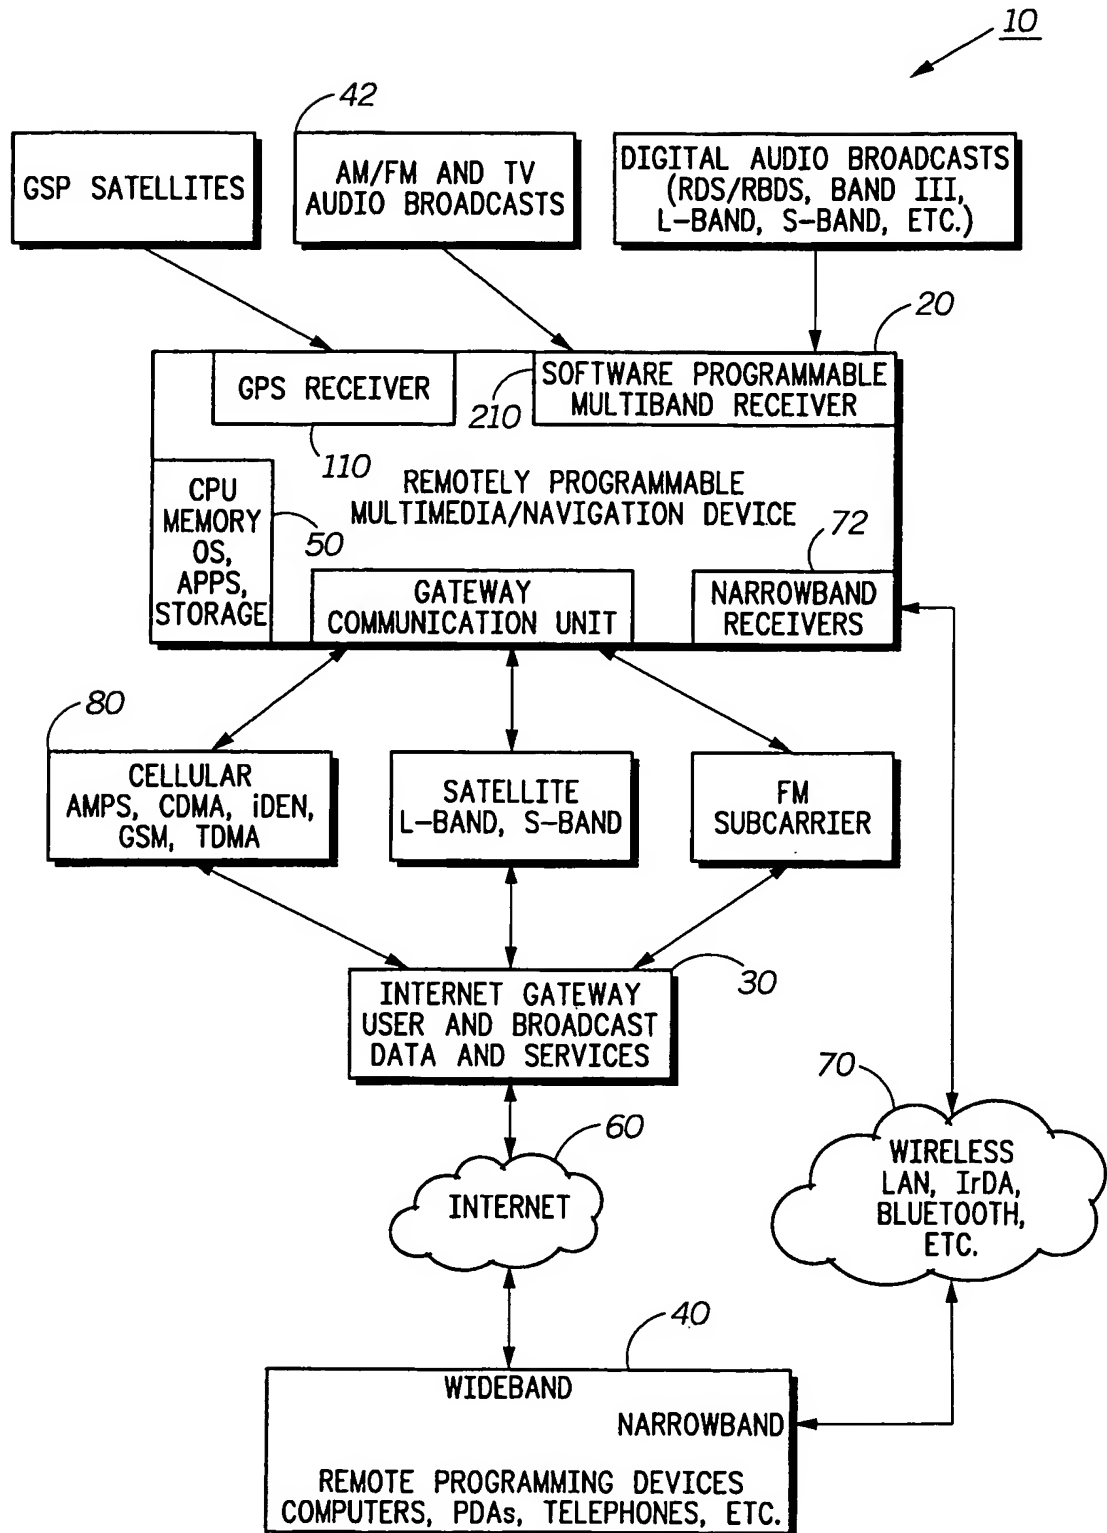 10
42
GSP SATELLITES
AM/FM AND TV
AUDIO BROADCASTS
DIGITAL AUDIO BROADCASTS
(RDS/RBDS, BAND III,
L-BAND, S-BAND, ETC.)
20
GPS RECEIVER
110
210
SOFTWARE PROGRAMMABLE
MULTIBAND RECEIVER
REMOTELY PROGRAMMABLE
MULTIMEDIA/NAVIGATION DEVICE
CPU
MEMORY
OS,
APPS,
STORAGE
50
72
GATEWAY
COMMUNICATION UNIT
NARROWBAND
RECEIVERS
80
CELLULAR
AMPS, CDMA, iDEN,
GSM, TDMA
SATELLITE
L-BAND, S-BAND
FM
SUBCARRIER
30
INTERNET GATEWAY
USER AND BROADCAST
DATA AND SERVICES
60
INTERNET
70
WIRELESS
LAN, IrDA,
BLUETOOTH,
ETC.
40
WIDEBAND
NARROWBAND
REMOTE PROGRAMMING DEVICES
COMPUTERS, PDAs, TELEPHONES, ETC.